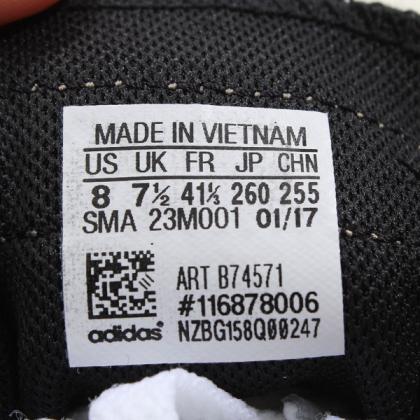 MADE IN VIETNAM
US UK FR JP CHN
8 7½ 41⅓ 260 255
SMA 23M001 01/17
ART B74571
#116878006
adidas NZBG158Q00247